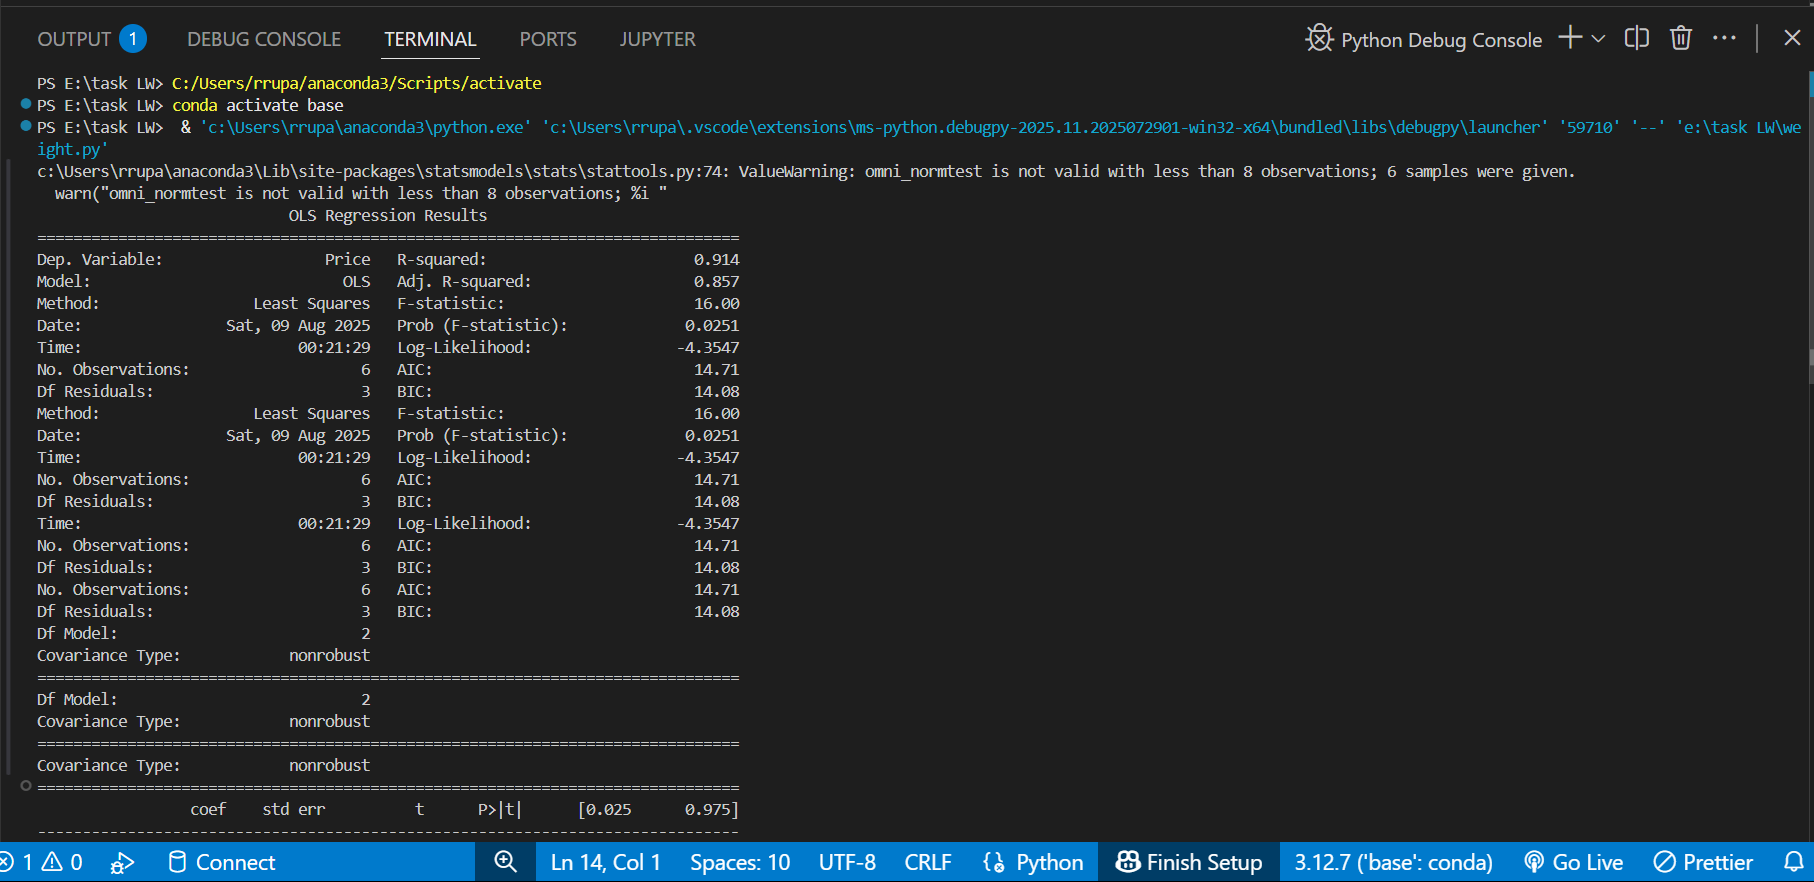 OUTPUT 1 DEBUG CONSOLE TERMINAL PORTS JUPYTER Python Debug Console
PS E:\task LW> C:/Users/rrupa/anaconda3/Scripts/activate
PS E:\task LW> conda activate base
PS E:\task LW>  & 'c:\Users\rrupa\anaconda3\python.exe' 'c:\Users\rrupa\.vscode\extensions\ms-python.debugpy-2025.11.2025072901-win32-x64\bundled\libs\debugpy\launcher' '59710' '--' 'e:\task LW\we
ight.py'
c:\Users\rrupa\anaconda3\Lib\site-packages\statsmodels\stats\stattools.py:74: ValueWarning: omni_normtest is not valid with less than 8 observations; 6 samples were given.
  warn("omni_normtest is not valid with less than 8 observations; %i "
                            OLS Regression Results
==============================================================================
Dep. Variable:                  Price   R-squared:                       0.914
Model:                            OLS   Adj. R-squared:                  0.857
Method:                 Least Squares   F-statistic:                     16.00
Date:                Sat, 09 Aug 2025   Prob (F-statistic):             0.0251
Time:                        00:21:29   Log-Likelihood:                -4.3547
No. Observations:                   6   AIC:                             14.71
Df Residuals:                       3   BIC:                             14.08
Method:                 Least Squares   F-statistic:                     16.00
Date:                Sat, 09 Aug 2025   Prob (F-statistic):             0.0251
Time:                        00:21:29   Log-Likelihood:                -4.3547
No. Observations:                   6   AIC:                             14.71
Df Residuals:                       3   BIC:                             14.08
Time:                        00:21:29   Log-Likelihood:                -4.3547
No. Observations:                   6   AIC:                             14.71
Df Residuals:                       3   BIC:                             14.08
No. Observations:                   6   AIC:                             14.71
Df Residuals:                       3   BIC:                             14.08
Df Model:                           2
Covariance Type:            nonrobust
==============================================================================
Df Model:                           2
Covariance Type:            nonrobust
==============================================================================
Covariance Type:            nonrobust
==============================================================================
                 coef    std err          t      P>|t|      [0.025      0.975]
------------------------------------------------------------------------------
1 0 Connect Ln 14, Col 1 Spaces: 10 UTF-8 CRLF Python Finish Setup 3.12.7 ('base': conda) Go Live Prettier